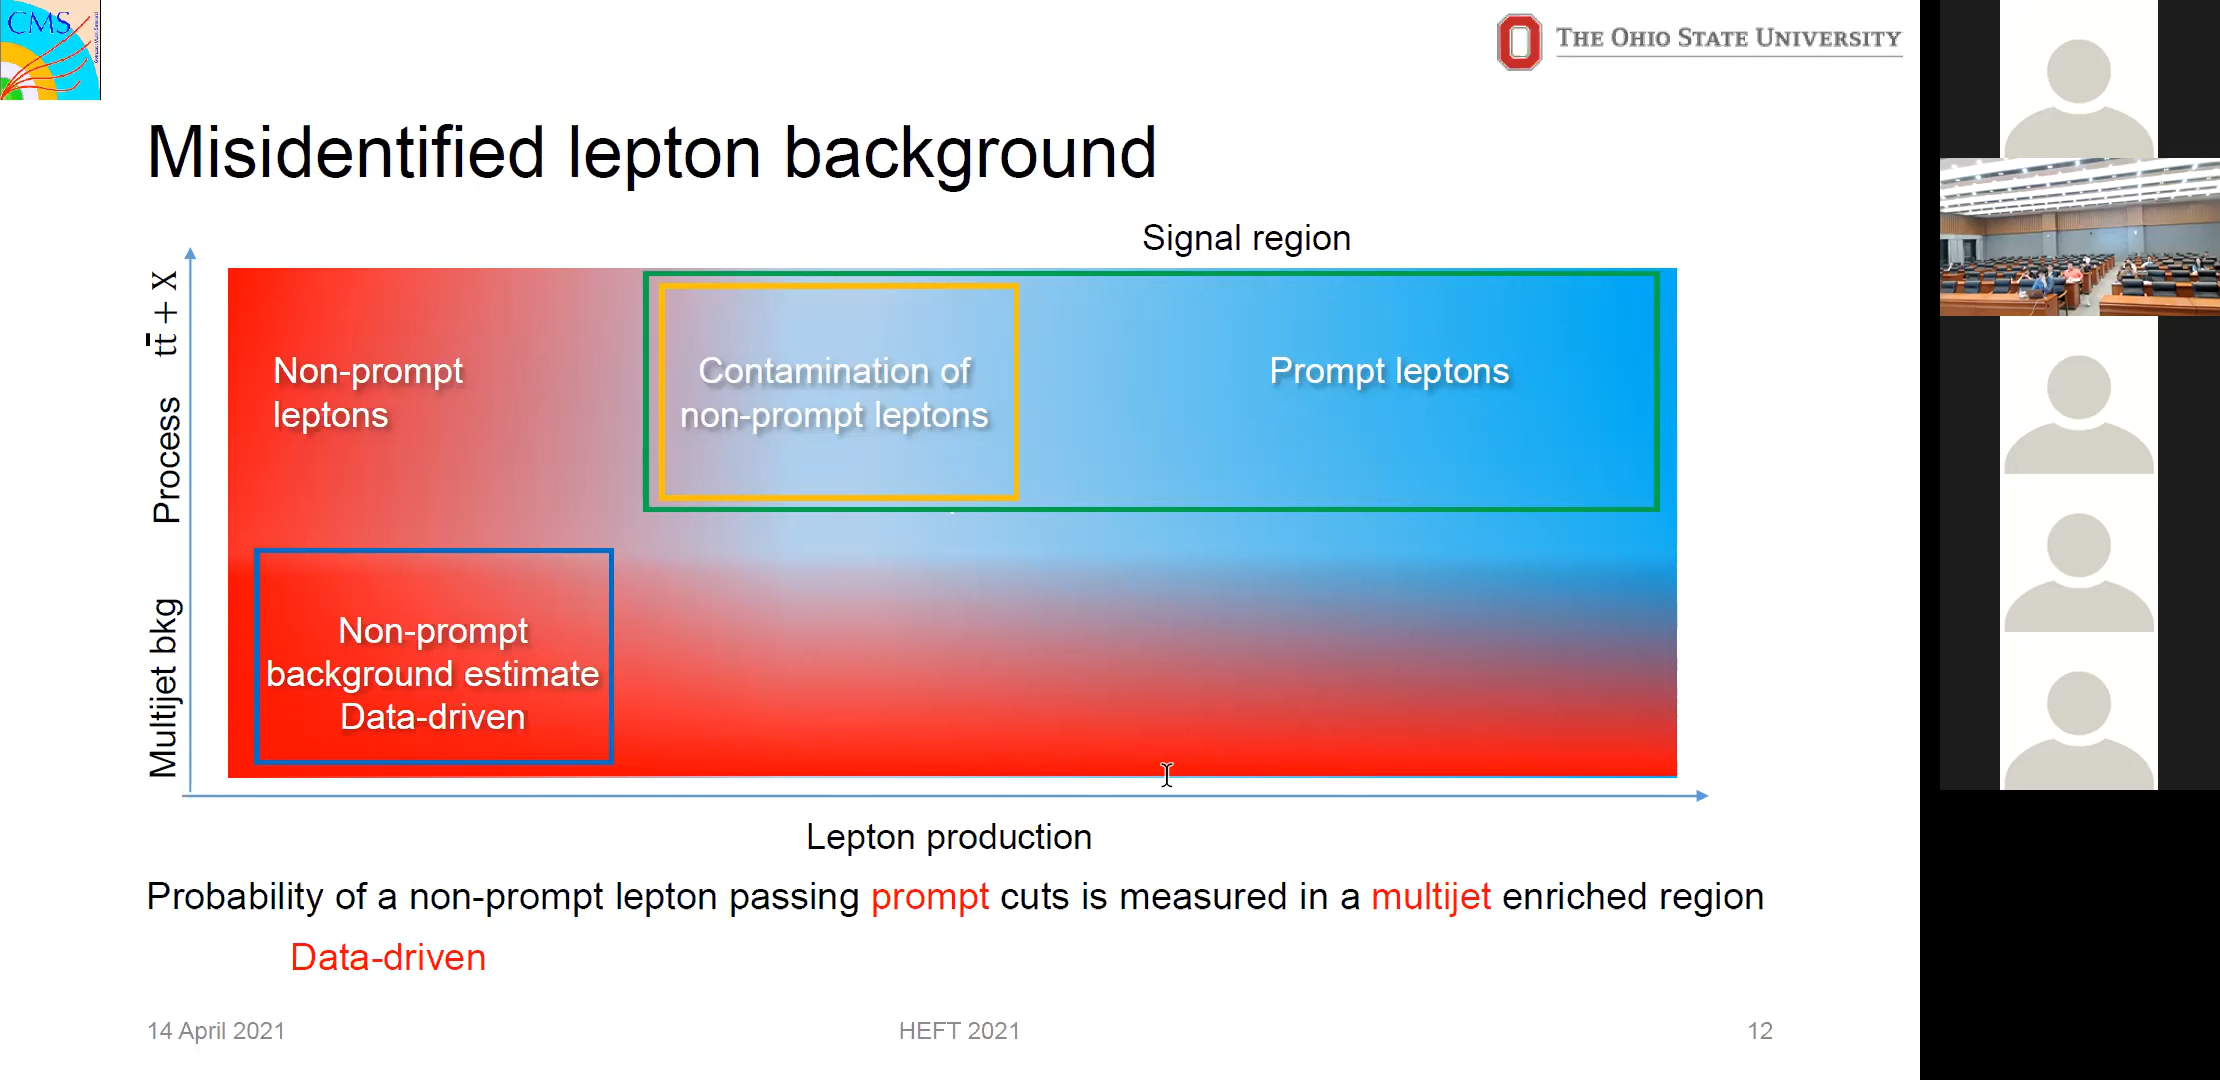 CMS
THE OHIO STATE UNIVERSITY
Misidentified lepton background
Signal region
Process tt̄ + X
Multijet bkg
Non-prompt
leptons
Contamination of
non-prompt leptons
Prompt leptons
Non-prompt
background estimate
Data-driven
Lepton production
Probability of a non-prompt lepton passing prompt cuts is measured in a multijet enriched region
Data-driven
14 April 2021
HEFT 2021
12